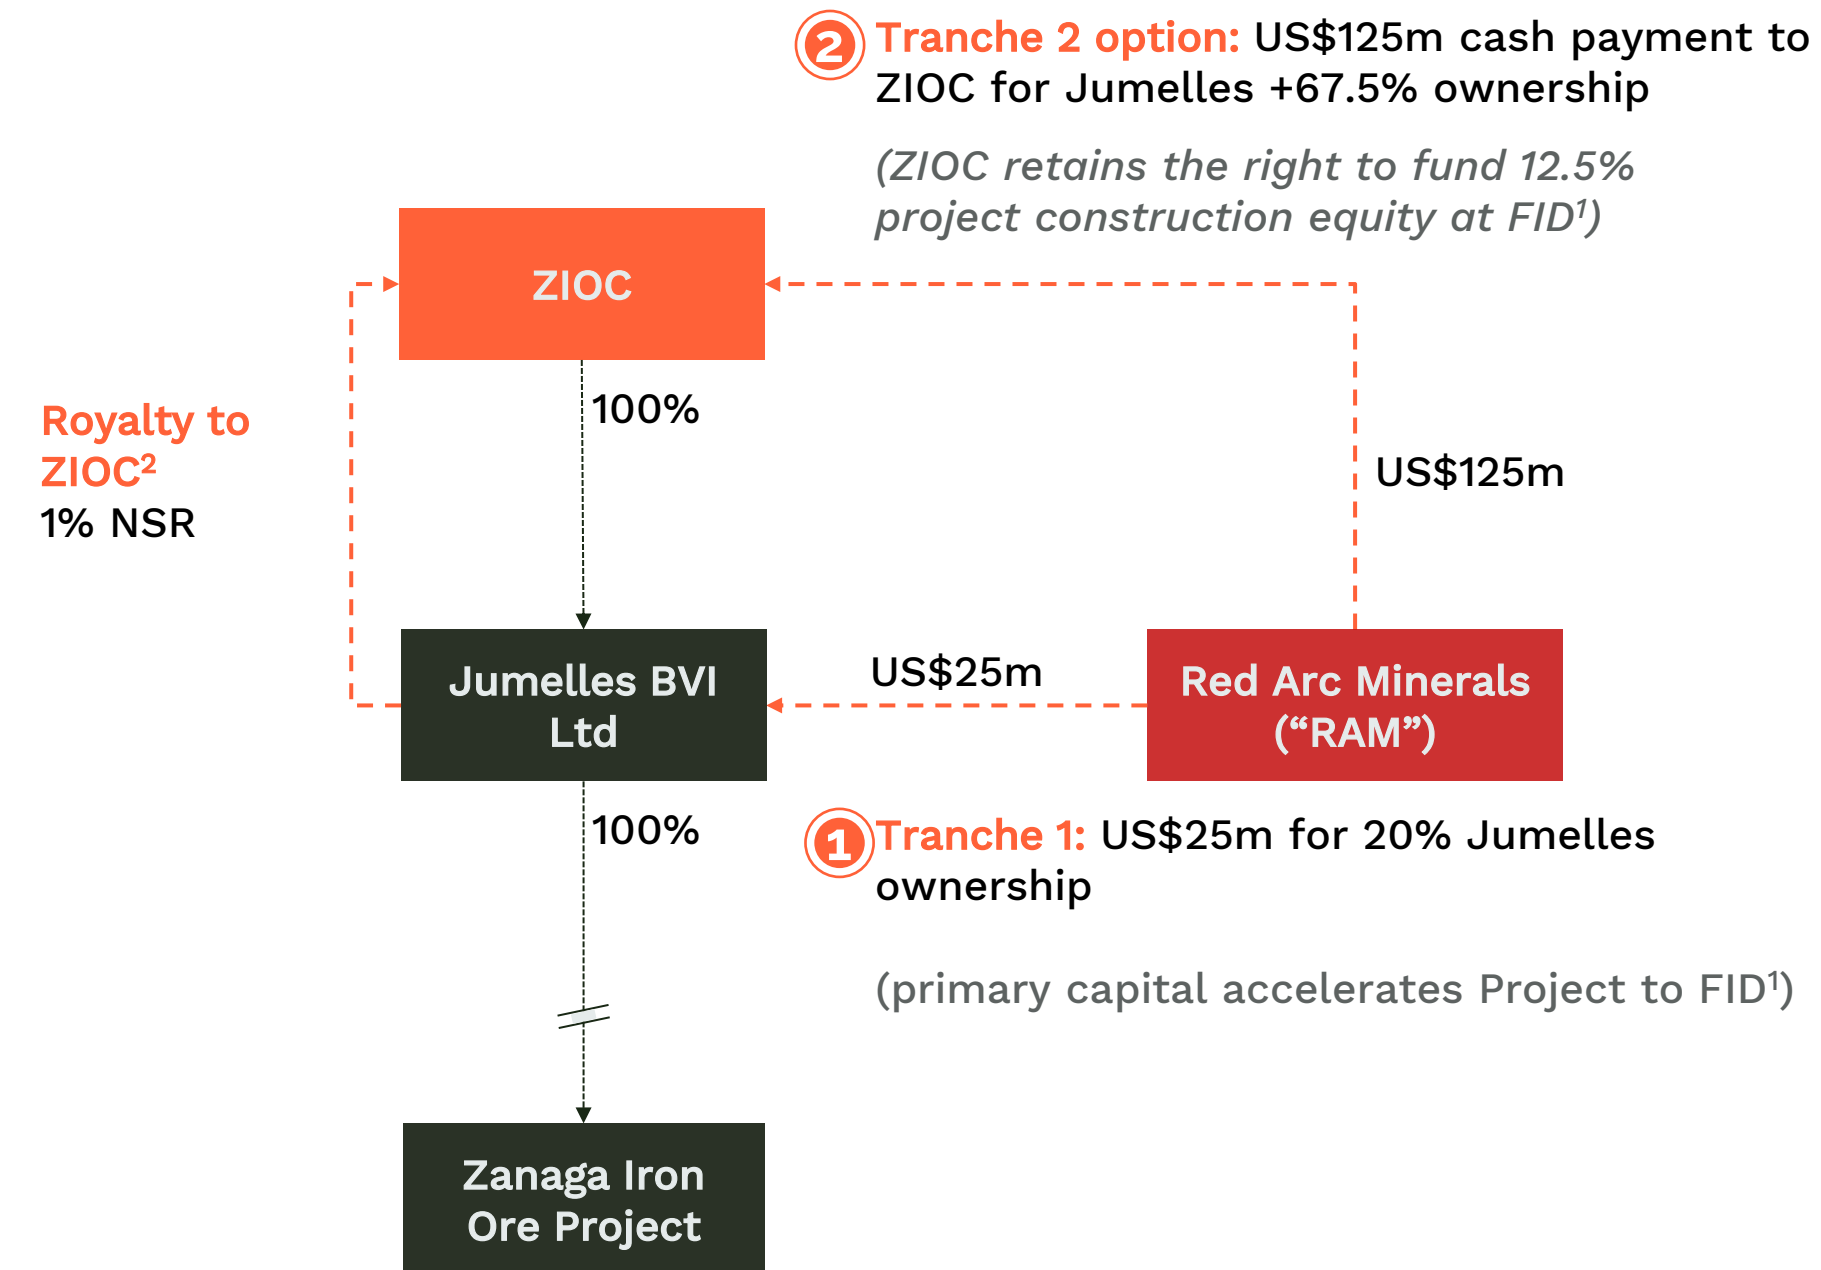 2
Tranche 2 option: US$125m cash payment to
ZIOC for Jumelles +67.5% ownership
(ZIOC retains the right to fund 12.5%
project construction equity at FID¹)
ZIOC
100%
Royalty to
ZIOC²
1% NSR
US$125m
Jumelles BVI
Ltd
US$25m
Red Arc Minerals
(“RAM”)
100%
1
Tranche 1: US$25m for 20% Jumelles
ownership
(primary capital accelerates Project to FID¹)
Zanaga Iron
Ore Project